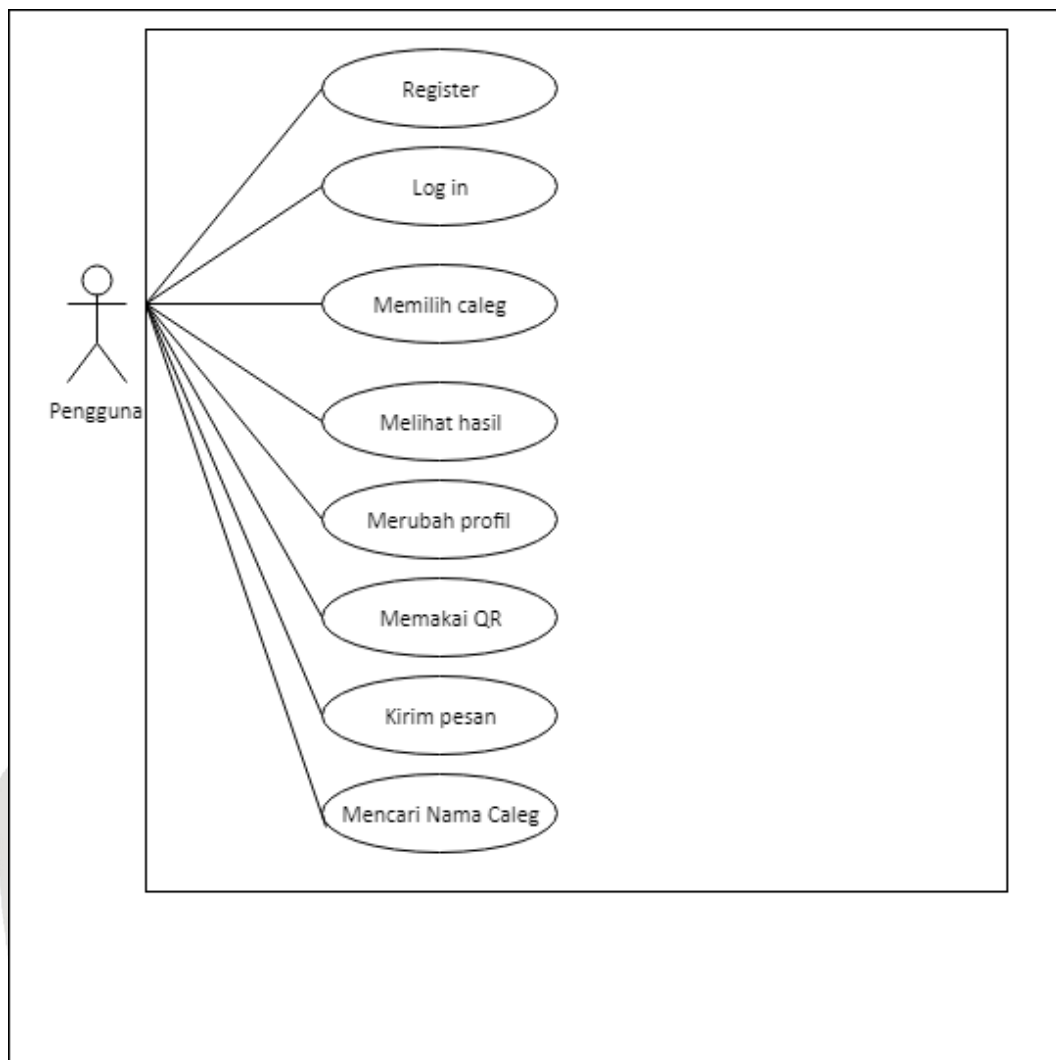 Register
Log in
Memilih caleg
Pengguna
Melihat hasil
Merubah profil
Memakai QR
Kirim pesan
Mencari Nama Caleg